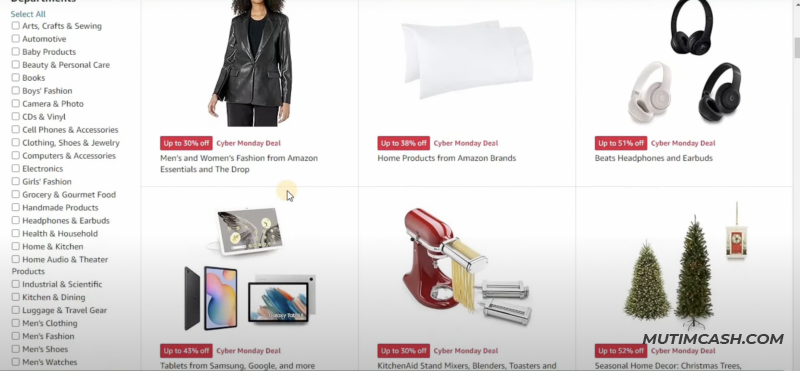 Departments
Select All
Arts, Crafts & Sewing
Automotive
Baby Products
Beauty & Personal Care
Books
Boys' Fashion
Camera & Photo
CDs & Vinyl
Cell Phones & Accessories
Clothing, Shoes & Jewelry
Computers & Accessories
Electronics
Girls' Fashion
Grocery & Gourmet Food
Handmade Products
Headphones & Earbuds
Health & Household
Home & Kitchen
Home Audio & Theater
Products
Industrial & Scientific
Kitchen & Dining
Luggage & Travel Gear
Men's Clothing
Men's Fashion
Men's Shoes
Men's Watches
Up to 30% off Cyber Monday Deal
Men's and Women's Fashion from Amazon
Essentials and The Drop
Up to 38% off Cyber Monday Deal
Home Products from Amazon Brands
Up to 51% off Cyber Monday Deal
Beats Headphones and Earbuds
Up to 43% off Cyber Monday Deal
Tablets from Samsung, Google, and more
Up to 30% off Cyber Monday Deal
KitchenAid Stand Mixers, Blenders, Toasters and
Up to 52% off Cyber Monday Deal
Seasonal Home Decor: Christmas Trees,
MUTIMCASH.COM